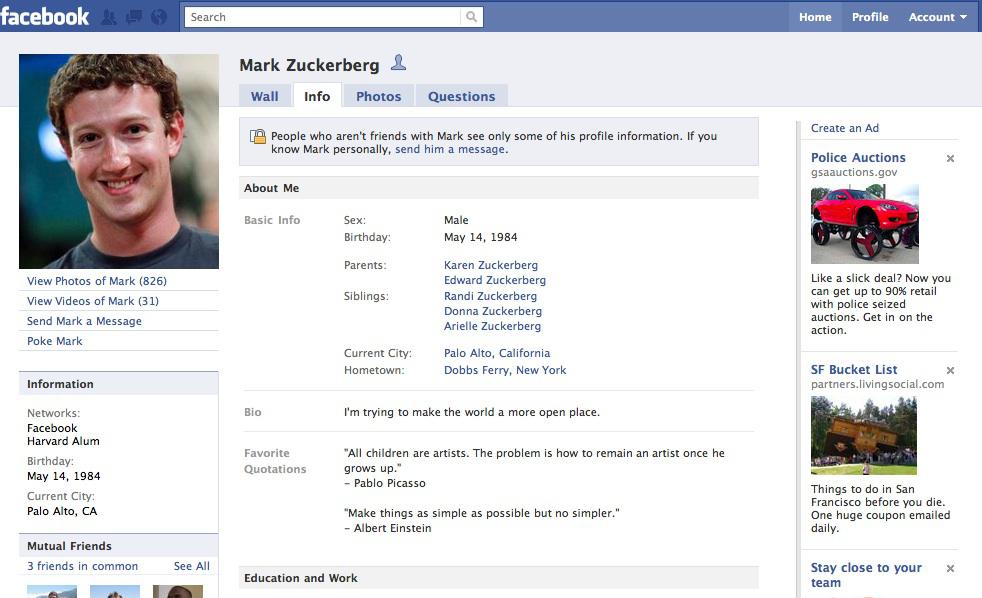 facebook
Search
Home Profile Account
Mark Zuckerberg
Wall Info Photos Questions
People who aren't friends with Mark see only some of his profile information. If you
know Mark personally, send him a message.
About Me
Basic Info
Sex: Male
Birthday: May 14, 1984
Parents: Karen Zuckerberg
Edward Zuckerberg
Siblings: Randi Zuckerberg
Donna Zuckerberg
Arielle Zuckerberg
Current City: Palo Alto, California
Hometown: Dobbs Ferry, New York
Bio
I'm trying to make the world a more open place.
Favorite
Quotations
"All children are artists. The problem is how to remain an artist once he
grows up."
– Pablo Picasso
"Make things as simple as possible but no simpler."
– Albert Einstein
Education and Work
View Photos of Mark (826)
View Videos of Mark (31)
Send Mark a Message
Poke Mark
Information
Networks:
Facebook
Harvard Alum
Birthday:
May 14, 1984
Current City:
Palo Alto, CA
Mutual Friends
3 friends in common See All
Create an Ad
Police Auctions
gsaauctions.gov
Like a slick deal? Now you
can get up to 90% retail
with police seized
auctions. Get in on the
action.
SF Bucket List
partners.livingsocial.com
Things to do in San
Francisco before you die.
One huge coupon emailed
daily.
Stay close to your
team